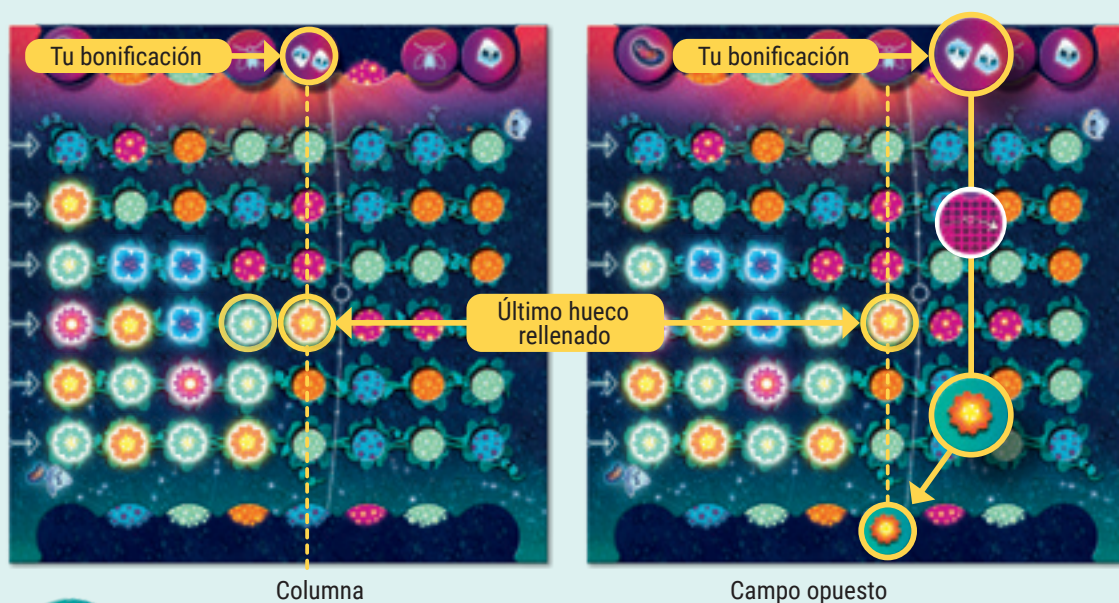 Tu bonificación
Tu bonificación
Último hueco
rellenado
Columna
Campo opuesto